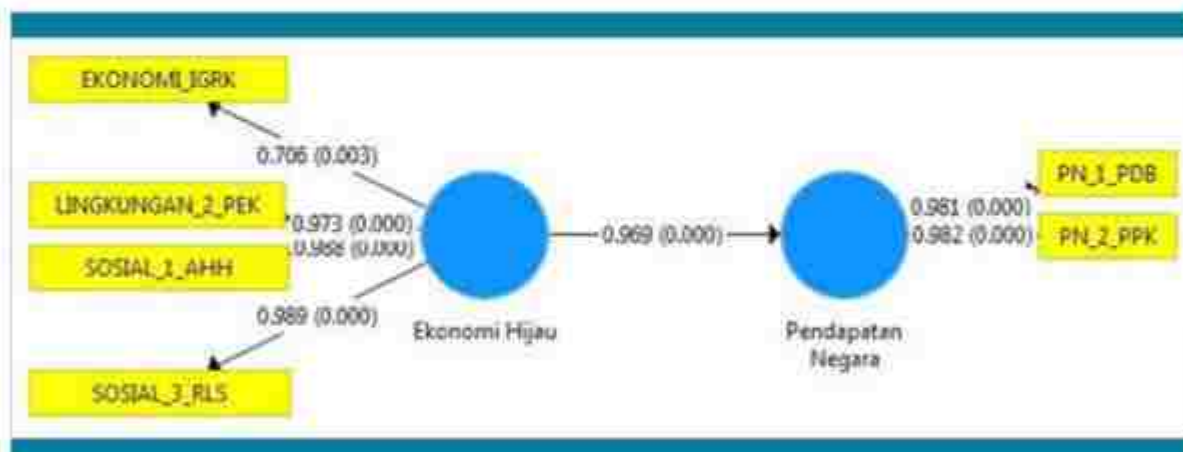 EKONOMI_IGRK
0.706 (0.003)
LINGKUNGAN_2_PEK
0.973 (0.000)
0.988 (0.000)
SOSIAL_1_AHH
0.989 (0.000)
SOSIAL_3_RLS
Ekonomi Hijau
0.969 (0.000)
Pendapatan
Negara
0.981 (0.000)
0.982 (0.000)
PN_1_PDB
PN_2_PPK